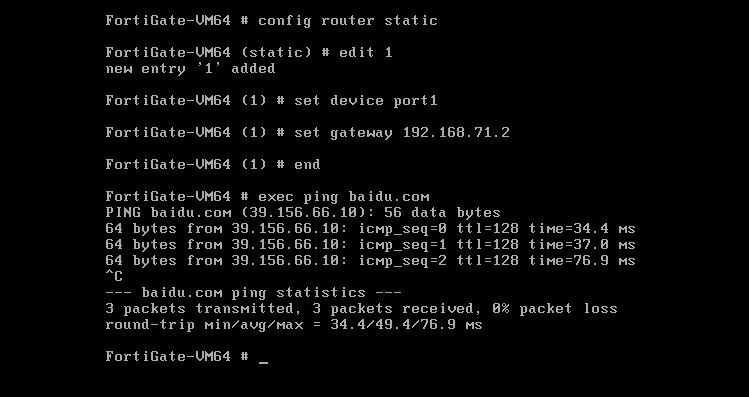 FortiGate-VM64 # config router static
FortiGate-VM64 (static) # edit 1
new entry '1' added
FortiGate-VM64 (1) # set device port1
FortiGate-VM64 (1) # set gateway 192.168.71.2
FortiGate-VM64 (1) # end
FortiGate-VM64 # exec ping baidu.com
PING baidu.com (39.156.66.10): 56 data bytes
64 bytes from 39.156.66.10: icmp_seq=0 ttl=128 time=34.4 ms
64 bytes from 39.156.66.10: icmp_seq=1 ttl=128 time=37.0 ms
64 bytes from 39.156.66.10: icmp_seq=2 ttl=128 time=76.9 ms
^C
--- baidu.com ping statistics ---
3 packets transmitted, 3 packets received, 0% packet loss
round-trip min/avg/max = 34.4/49.4/76.9 ms
FortiGate-VM64 # _